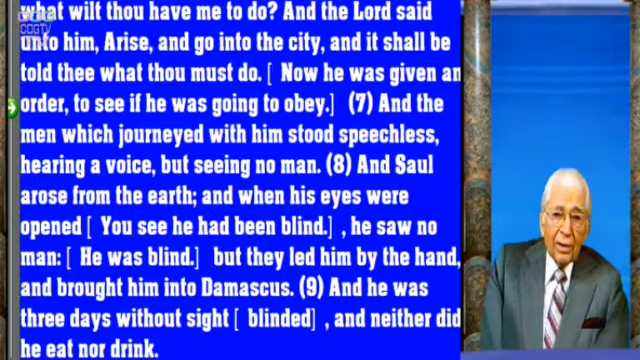 what wilt thou have me to do? And the Lord said
unto him, Arise, and go into the city, and it shall be
told thee what thou must do. [ Now he was given an
order, to see if he was going to obey.] (7) And the
men which journeyed with him stood speechless,
hearing a voice, but seeing no man. (8) And Saul
arose from the earth; and when his eyes were
opened [ You see he had been blind.] , he saw no
man: [ He was blind.] but they led him by the hand,
and brought him into Damascus. (9) And he was
three days without sight [ blinded] , and neither did
he eat nor drink.